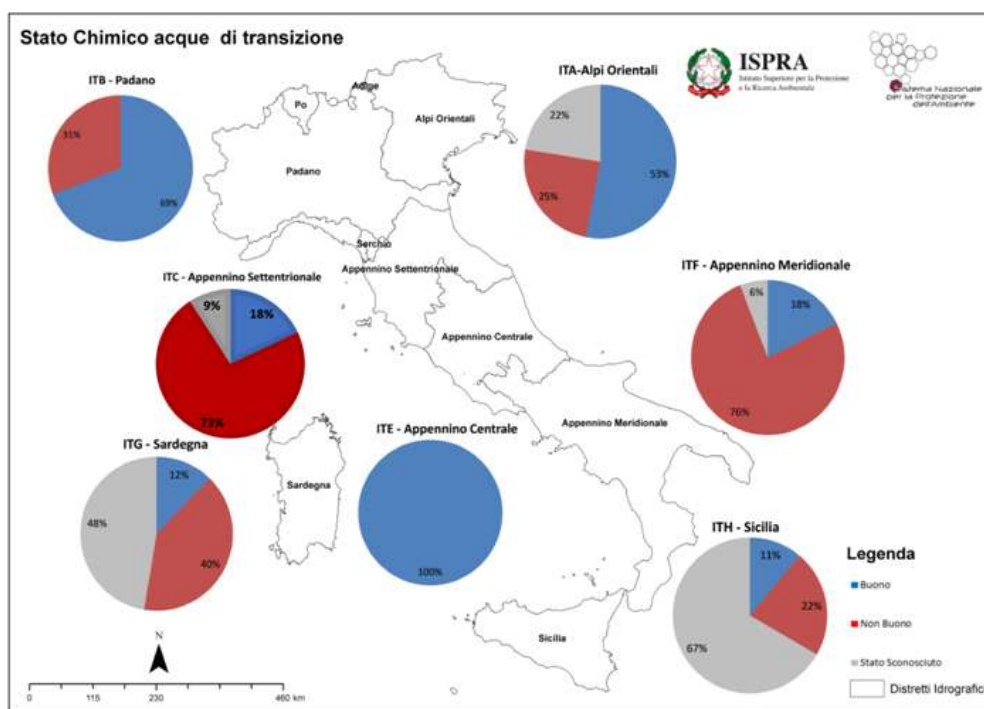 Stato Chimico acque di transizione
ISPRA
Istituto Superiore per la Protezione
e la Ricerca Ambientale
Sistema Nazionale
per la Protezione
dell'Ambiente
ITB - Padano
31%
69%
ITA-Alpi Orientali
22%
53%
25%
Adige
Po
Alpi Orientali
Padano
Serchio
Appennino Settentrionale
Appennino Centrale
Appennino Meridionale
Sardegna
Sicilia
ITC - Appennino Settentrionale
9%
18%
73%
ITF - Appennino Meridionale
6%
18%
76%
ITG - Sardegna
12%
48%
40%
ITE - Appennino Centrale
100%
ITH - Sicilia
11%
22%
67%
Legenda
Buono
Non Buono
Stato Sconosciuto
Distretti Idrografici
N
0 115 230 460 km